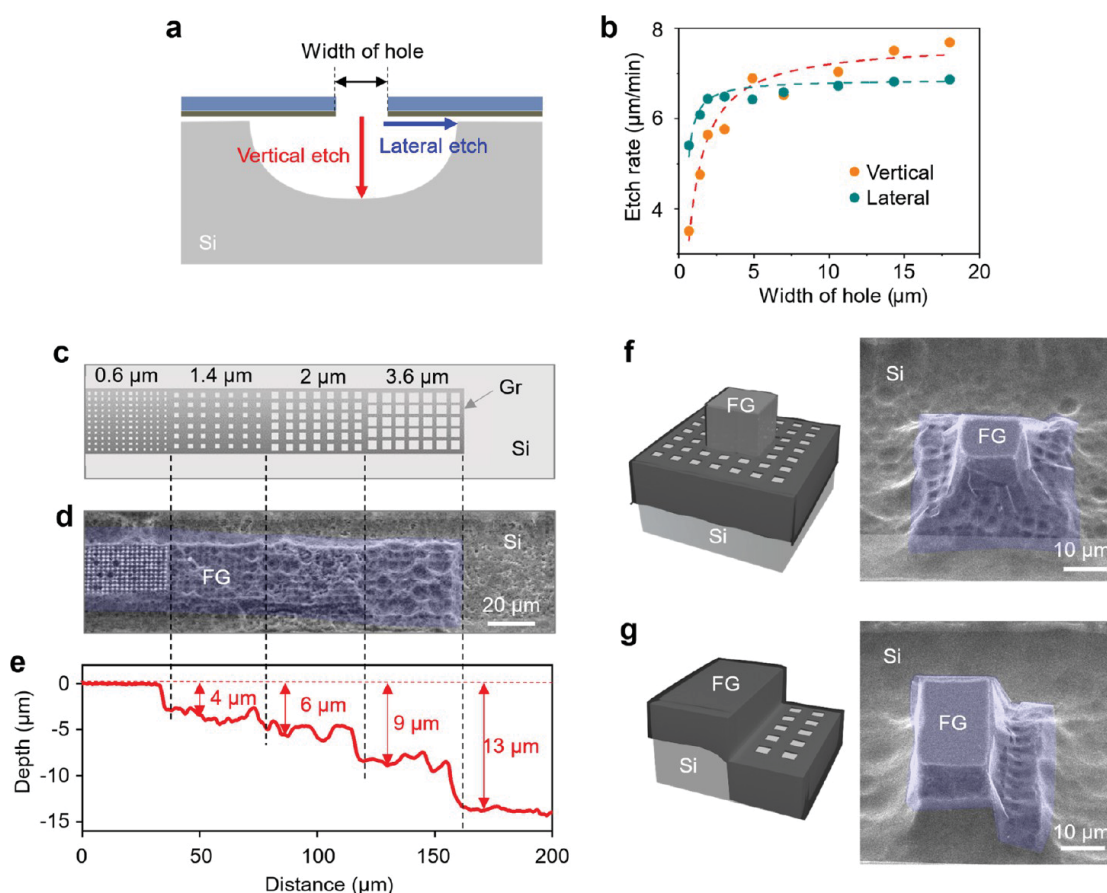 a
Width of hole
Vertical etch
Lateral etch
Si
b
Etch rate (µm/min)
8
6
4
Vertical
Lateral
0
5
10
15
20
Width of hole (µm)
c
0.6 µm
1.4 µm
2 µm
3.6 µm
Gr
Si
d
FG
Si
20 µm
e
Depth (µm)
0
-5
-10
-15
4 µm
6 µm
9 µm
13 µm
0
50
100
150
200
Distance (µm)
f
FG
Si
Si
FG
10 µm
g
FG
Si
Si
FG
10 µm